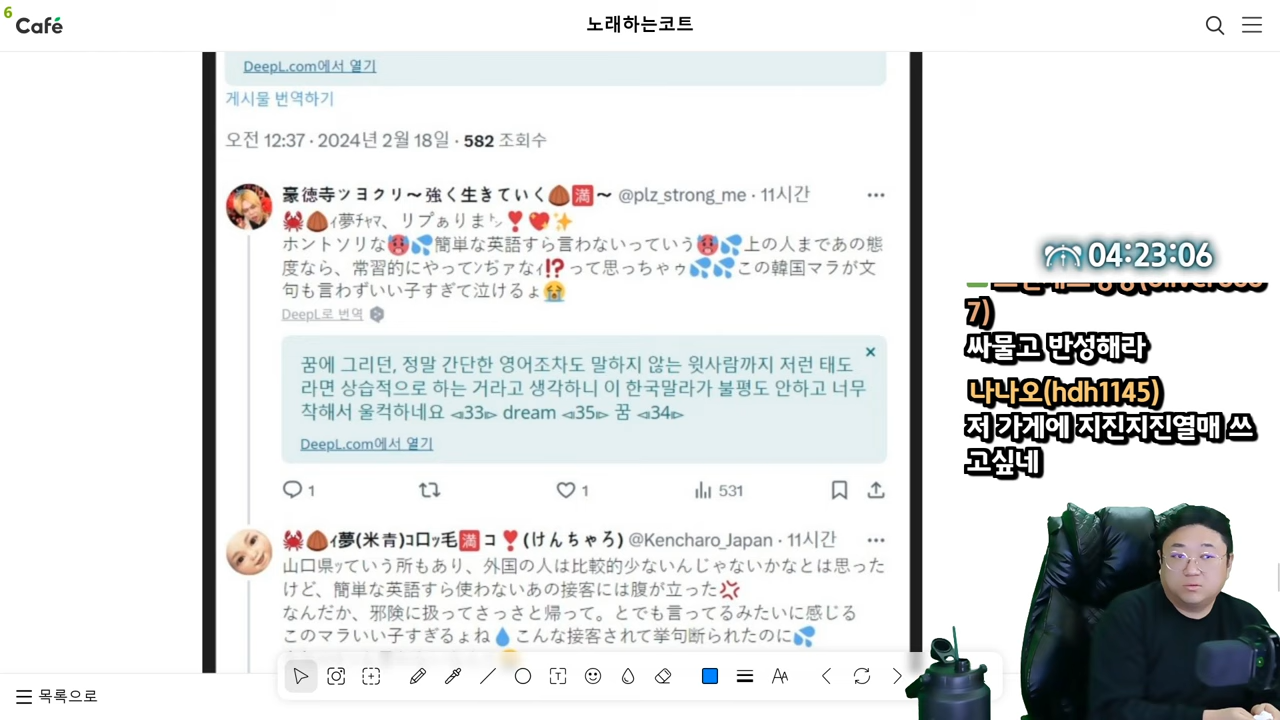 6
Café
노래하는코트
DeepL.com에서 열기
게시물 번역하기
오전 12:37 · 2024년 2월 18일 · 582 조회수
豪徳寺ツヨクリ〜強く生きていく🌰🈵〜 @plz_strong_me · 11시간
🦀🌰ｨ夢ﾁｬﾏ、リプぁりま㌧❣️💖✨
ホントソリな🥵💦簡単な英語すら言わないっていう🥵💦上の人まであの態
度なら、常習的にやってﾝぢァなｨ⁉️って思っちゃゥ💦💦この韓国マラが文
句も言わずいい子すぎて泣けるょ😭
DeepL로 번역
꿈에 그리던, 정말 간단한 영어조차도 말하지 않는 윗사람까지 저런 태도
라면 상습적으로 하는 거라고 생각하니 이 한국말라가 불평도 안하고 너무
착해서 울컥하네요 ◅33▻ dream ◅35▻ 꿈 ◅34▻
DeepL.com에서 열기
1
1
531
🦀🌰ｨ夢(米青)ｺロｯ毛🈵コ❣️(けんちゃろ) @Kencharo_Japan · 11시간
山口県ｯていう所もあり、外国の人は比較的少ないんじゃないかなとは思った
けど、簡単な英語すら使わないあの接客には腹が立った💢
なんだか、邪険に扱ってさっさと帰って。とでも言ってるみたいに感じる
このマラいい子すぎるょね💧こんな接客されて挙句断られたのに💦
목록으로
04:23:06
7)
싸물고 반성해라
나나오(hdh1145)
저 가게에 지진지진열매 쓰
고싶네